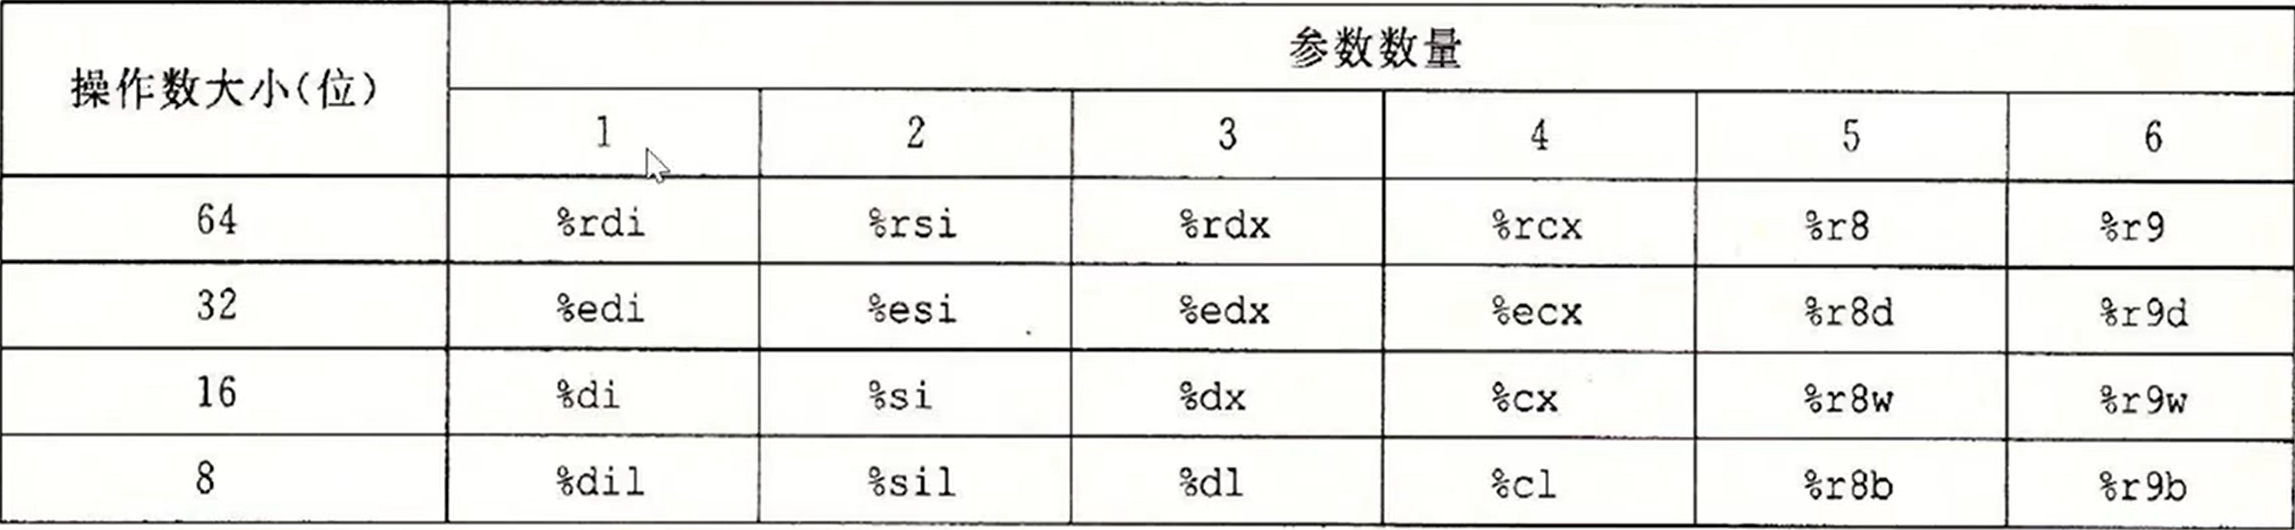 操作数大小(位) 参数数量
1 2 3 4 5 6
64 %rdi %rsi %rdx %rcx %r8 %r9
32 %edi %esi %edx %ecx %r8d %r9d
16 %di %si %dx %cx %r8w %r9w
8 %dil %sil %dl %cl %r8b %r9b